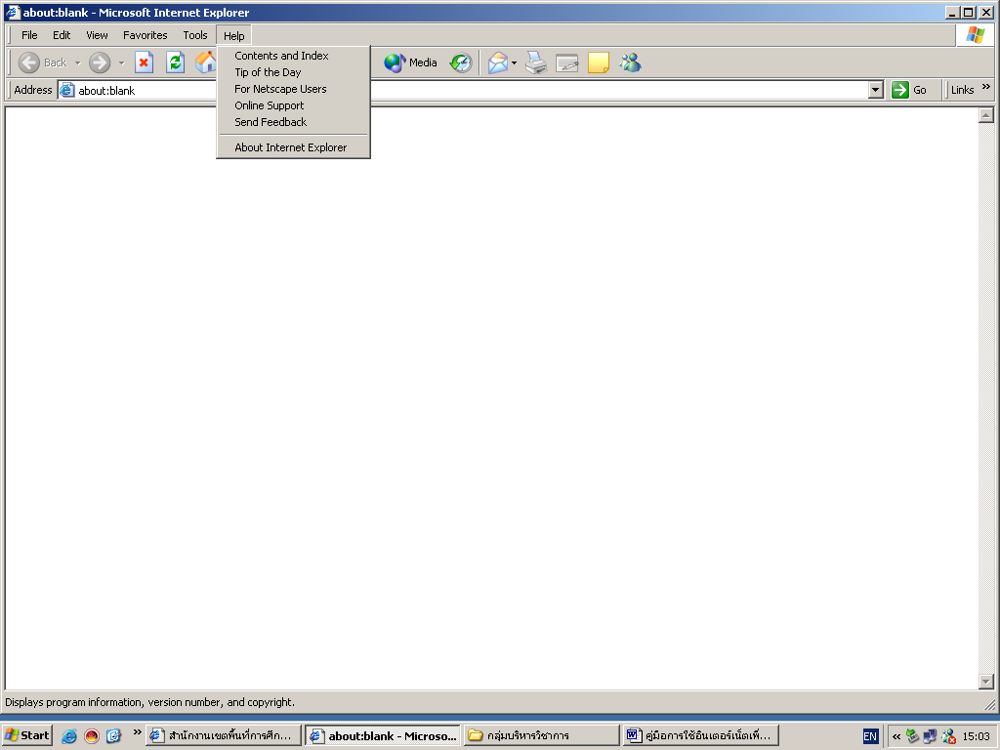 about:blank - Microsoft Internet Explorer
File Edit View Favorites Tools Help
Back Media
Address about:blank Go Links »
Contents and Index
Tip of the Day
For Netscape Users
Online Support
Send Feedback
About Internet Explorer
Displays program information, version number, and copyright.
Start » สำนักงานเขตพื้นที่การศึก... about:blank - Microso... กลุ่มบริหารวิชาการ คู่มือการใช้อินเตอร์เน็ตเพื่... EN « 15:03